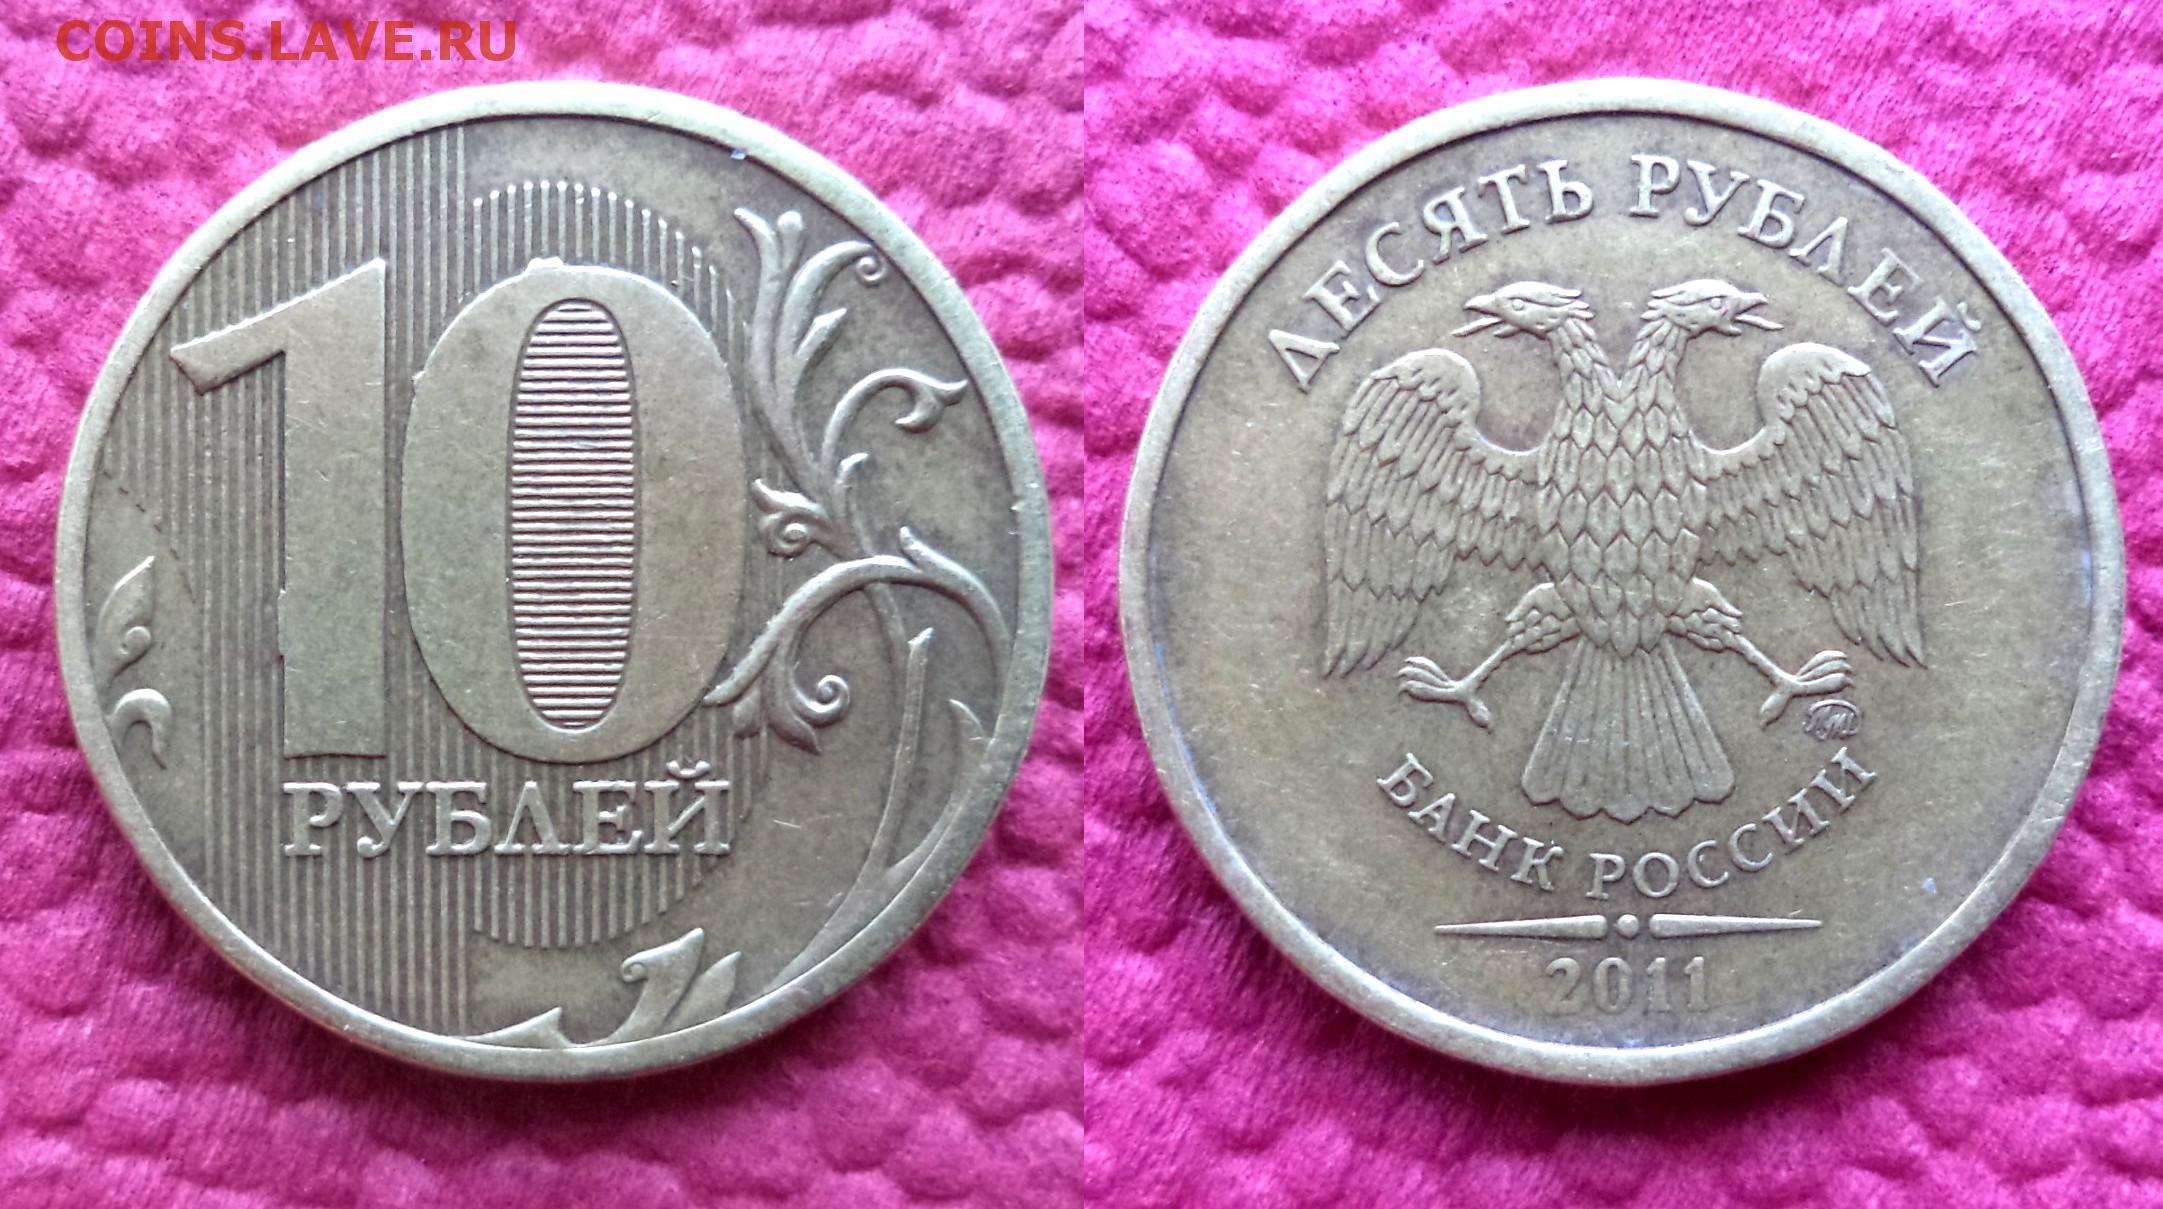 COINS.LAVE.RU
10
РУБЛЕЙ
ДЕСЯТЬ РУБЛЕЙ
БАНК РОССИИ
2011